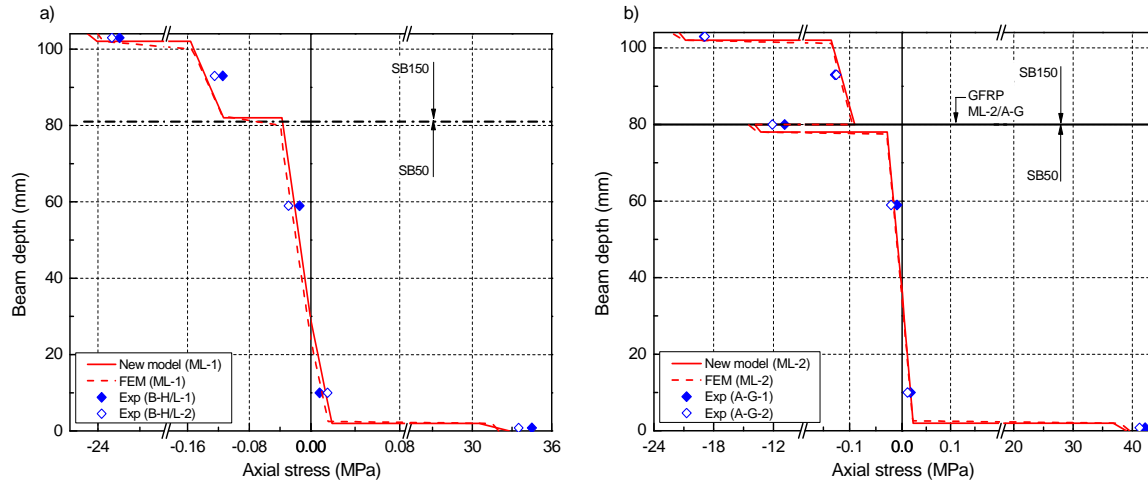 a)
100
80
60
40
20
0
Beam depth (mm)
-24
-0.16
-0.08
0.00
0.08
28
32
36
Axial stress (MPa)
SB150
SB50
New model (ML-1)
FEM (ML-1)
Exp (B-H/L-1)
Exp (B-H/L-2)
b)
100
80
60
40
20
0
Beam depth (mm)
-24
-18
-12
-0.1
0.0
0.1
20
30
40
Axial stress (MPa)
SB150
GFRP
ML-2/A-G
SB50
New model (ML-2)
FEM (ML-2)
Exp (A-G-1)
Exp (A-G-2)